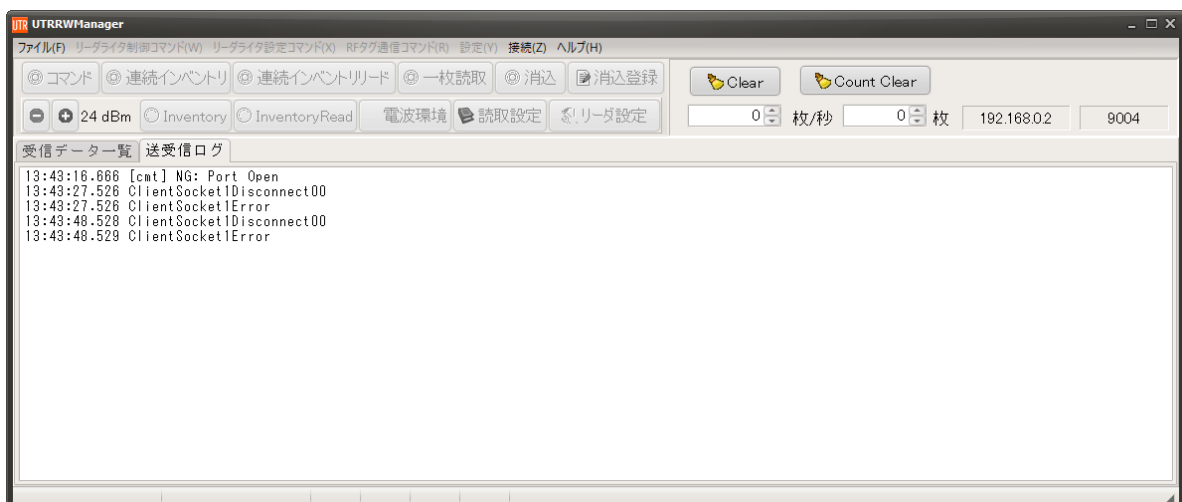 UTR UTRRWManager
ファイル(F) リーダライタ制御コマンド(W) リーダライタ設定コマンド(X) RFタグ通信コマンド(R) 設定(Y) 接続(Z) ヘルプ(H)
コマンド 連続インベントリ 連続インベントリリード 一枚読取 消込 消込登録 Clear Count Clear
24 dBm Inventory InventoryRead 電波環境 読取設定 リーダ設定 0 枚/秒 0 枚 192.168.0.2 9004
受信データ一覧 送受信ログ
13:43:16.666 [cmt] NG: Port Open
13:43:27.526 ClientSocket1Disconnect00
13:43:27.526 ClientSocket1Error
13:43:48.528 ClientSocket1Disconnect00
13:43:48.529 ClientSocket1Error